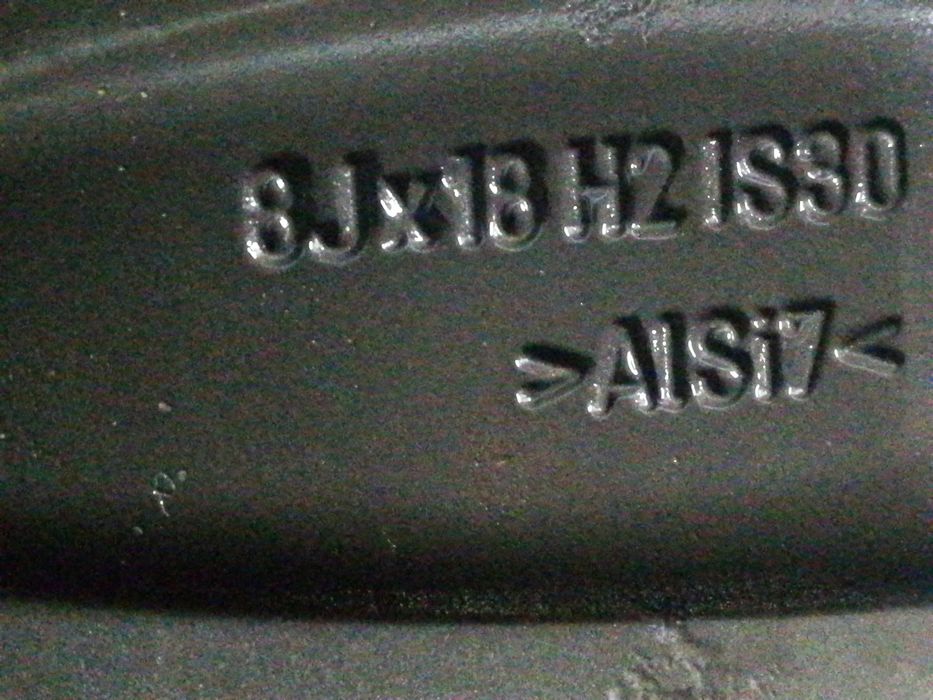 8Jx18 H2 IS30
>AlSi7<